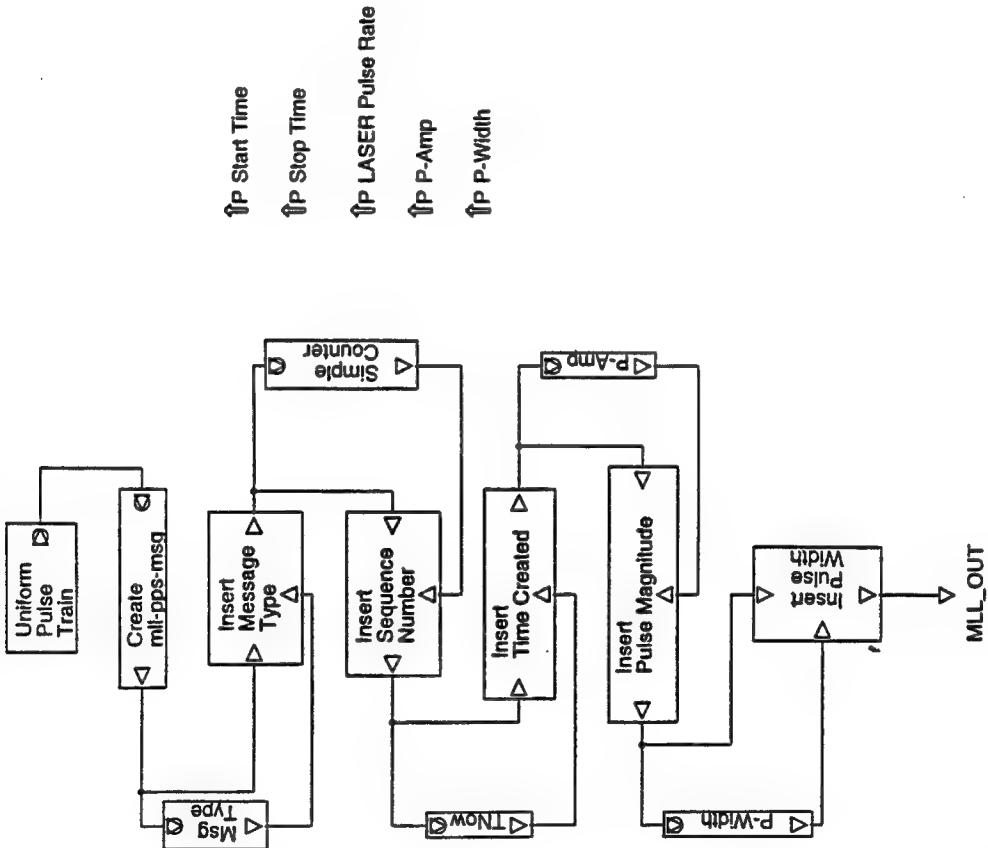 Uniform
Pulse
Train
Create
mll-pps-msg
Insert
Message
Type
Msg
Type
Simple
Counter
Insert
Sequence
Number
Insert
Time Created
TNow
P-Amp
Insert
Pulse Magnitude
P-Width
Insert
Pulse
Width
MLL_OUT
⇑P Start Time
⇑P Stop Time
⇑P LASER Pulse Rate
⇑P P-Amp
⇑P P-Width